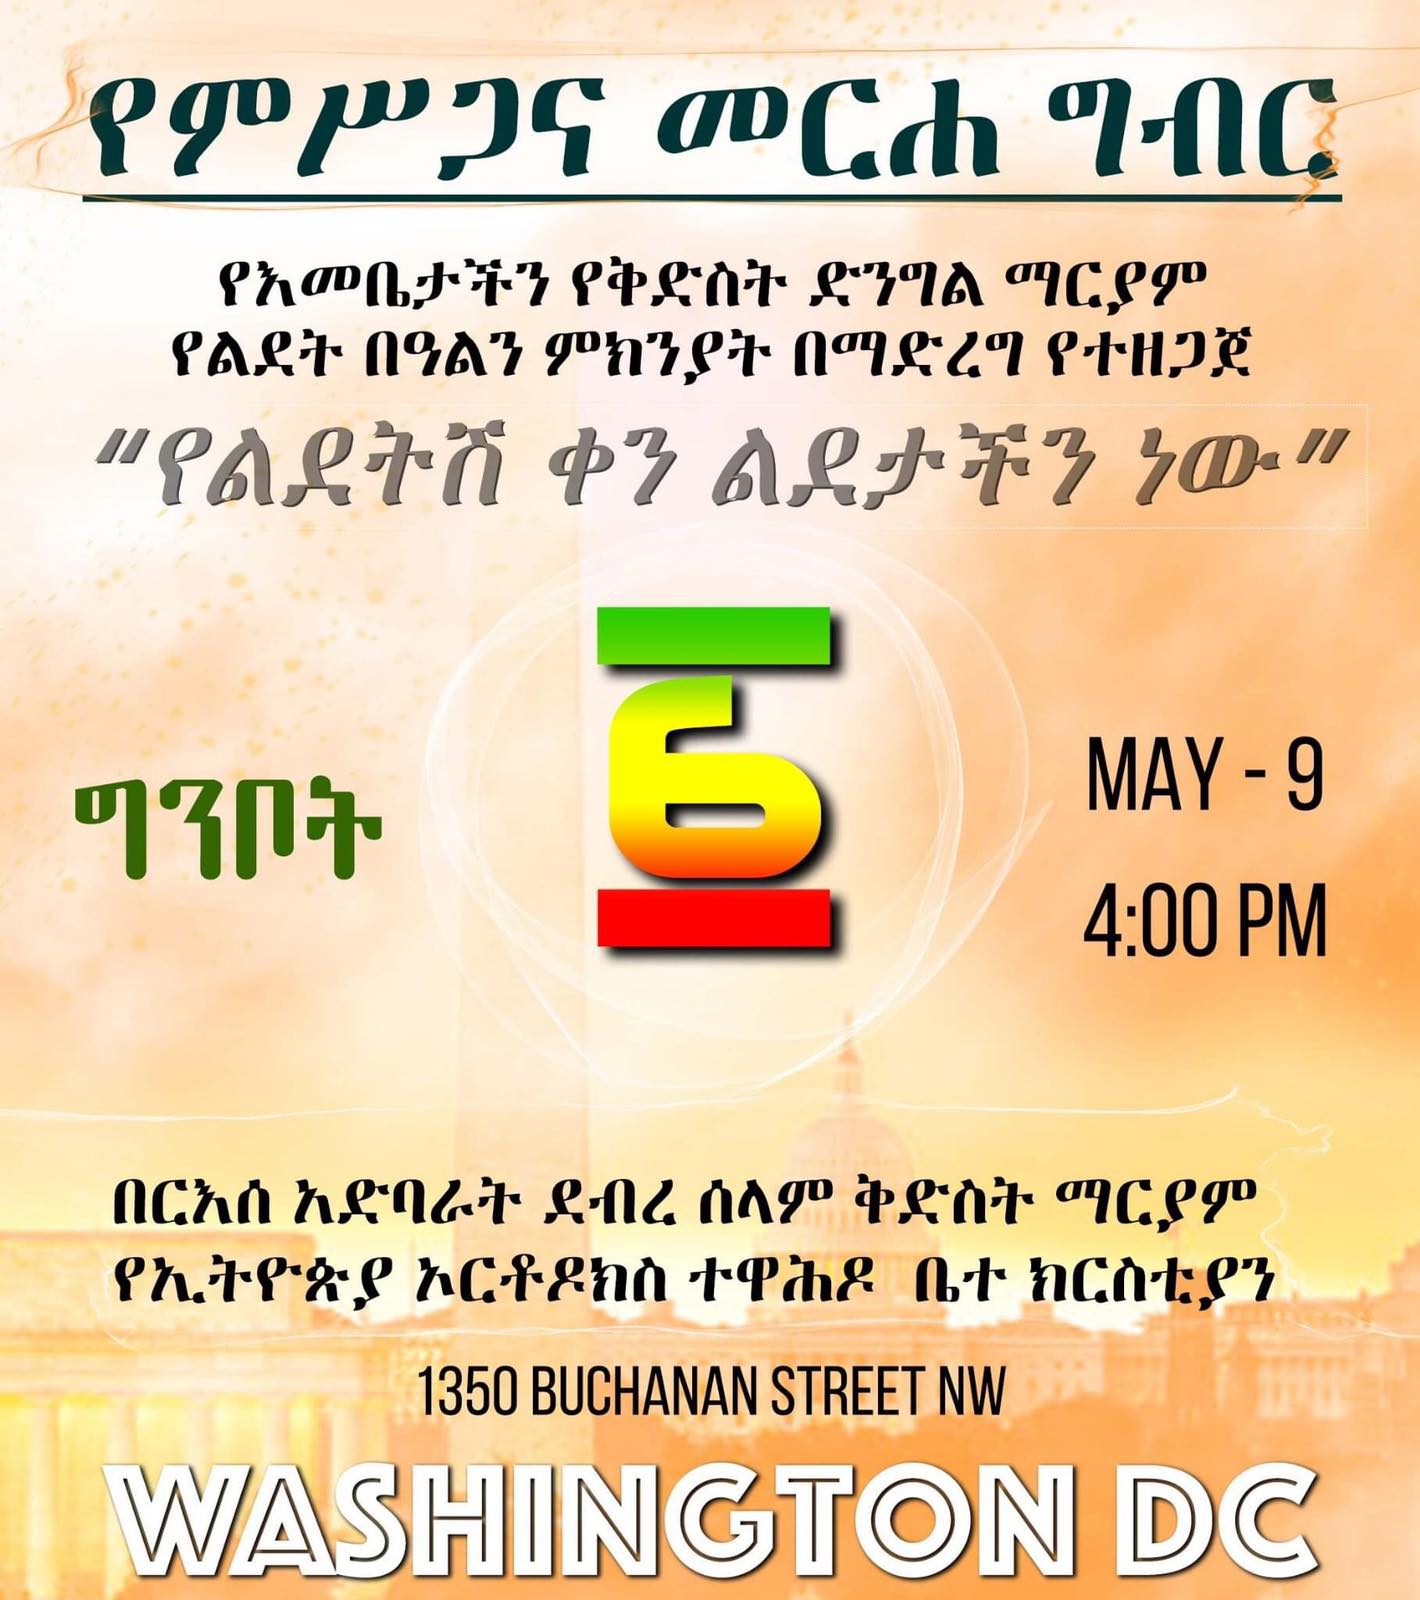 የምሥጋና መርሐ ግብር
የእመቤታችን የቅድስት ድንግል ማርያም
የልደት በዓልን ምክንያት በማድረግ የተዘጋጀ
“የልደትሽ ቀን ልደታችን ነው”
ግንቦት
፩
MAY - 9
4:00 PM
በርእሰ አድባራት ደብረ ሰላም ቅድስት ማርያም
የኢትዮጵያ ኦርቶዶክስ ተዋሕዶ ቤተ ክርስቲያን
1350 BUCHANAN STREET NW
WASHINGTON DC